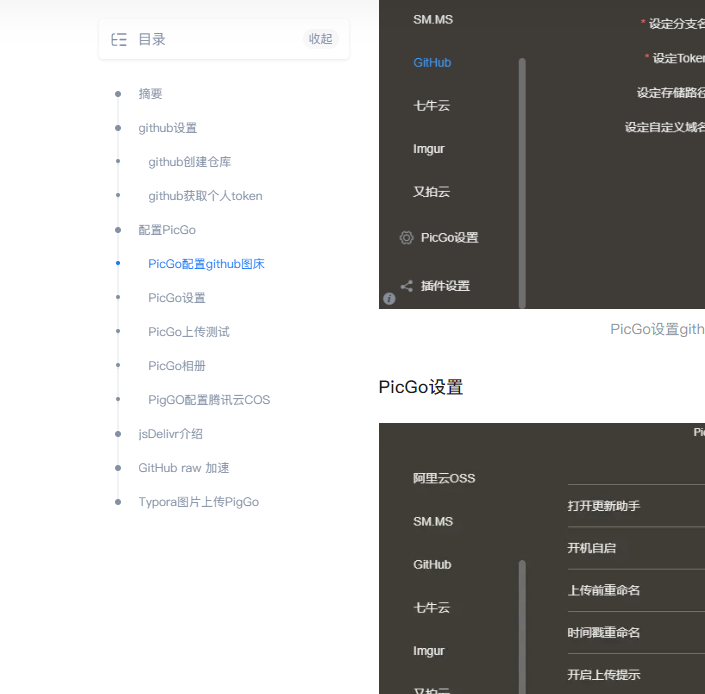 目录
收起
摘要
github设置
github创建仓库
github获取个人token
配置PicGo
PicGo配置github图床
PicGo设置
PicGo上传测试
PicGo相册
PigGO配置腾讯云COS
jsDelivr介绍
GitHub raw 加速
Typora图片上传PigGo
SM.MS
GitHub
七牛云
Imgur
又拍云
PicGo设置
插件设置
* 设定分支名
* 设定Token
设定存储路径
设定自定义域名
PicGo设置gith
PicGo设置
阿里云OSS
SM.MS
GitHub
七牛云
Imgur
又拍云
打开更新助手
开机自启
上传前重命名
时间戳重命名
开启上传提示